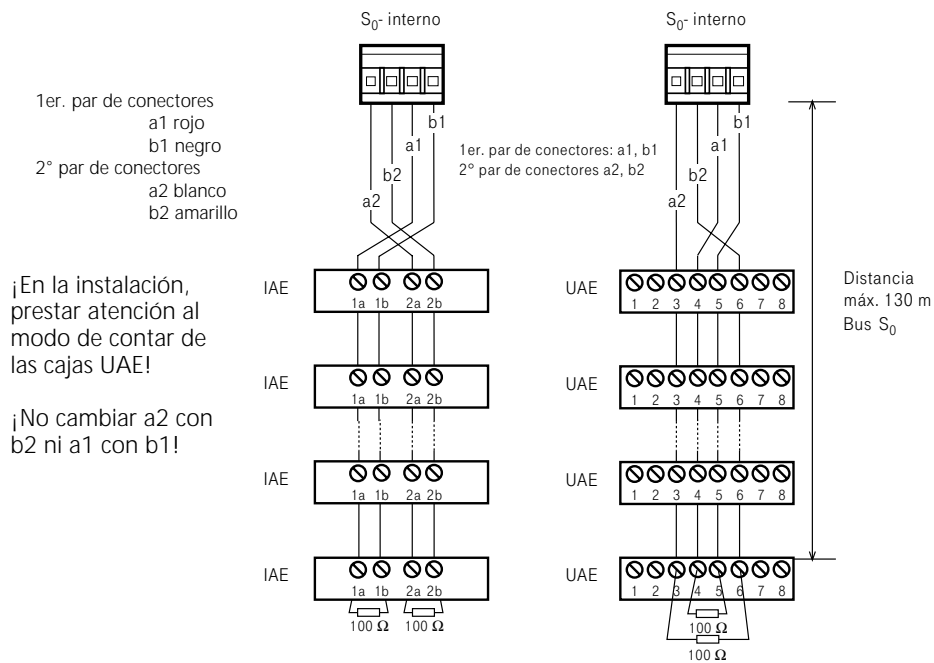 S0- interno
S0- interno
1er. par de conectores
a1 rojo
b1 negro
2° par de conectores
a2 blanco
b2 amarillo
b1
a1
b2
a2
1er. par de conectores: a1, b1
2° par de conectores a2, b2
b1
a1
b2
a2
¡En la instalación,
prestar atención al
modo de contar de
las cajas UAE!
¡No cambiar a2 con
b2 ni a1 con b1!
IAE
1a 1b 2a 2b
UAE
1 2 3 4 5 6 7 8
Distancia
máx. 130 m
Bus S0
IAE
1a 1b 2a 2b
UAE
1 2 3 4 5 6 7 8
IAE
1a 1b 2a 2b
UAE
1 2 3 4 5 6 7 8
IAE
1a 1b 2a 2b
100 Ω 100 Ω
UAE
1 2 3 4 5 6 7 8
100 Ω
100 Ω